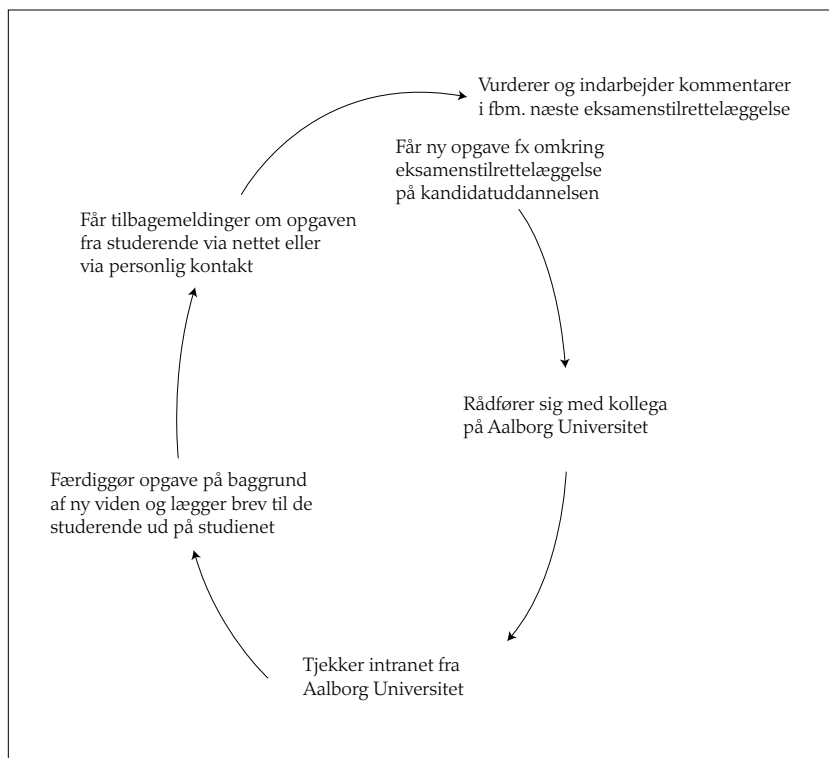 Vurderer og indarbejder kommentarer
i fbm. næste eksamenstilrettelæggelse
Får ny opgave fx omkring
eksamenstilrettelæggelse
på kandidatuddannelsen
Rådfører sig med kollega
på Aalborg Universitet
Tjekker intranet fra
Aalborg Universitet
Færdiggør opgave på baggrund
af ny viden og lægger brev til de
studerende ud på studienet
Får tilbagemeldinger om opgaven
fra studerende via nettet eller
via personlig kontakt